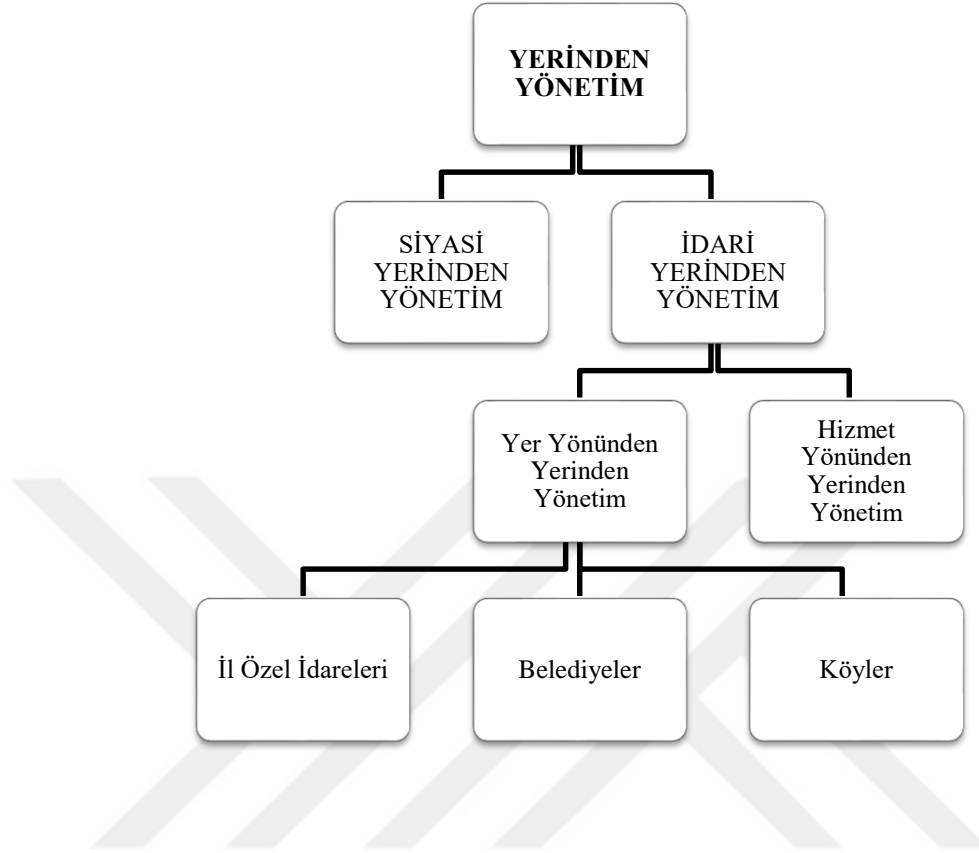 YERİNDEN
YÖNETİM
SİYASİ
YERİNDEN
YÖNETİM
İDARİ
YERİNDEN
YÖNETİM
Yer Yönünden
Yerinden
Yönetim
Hizmet
Yönünden
Yerinden
Yönetim
İl Özel İdareleri
Belediyeler
Köyler